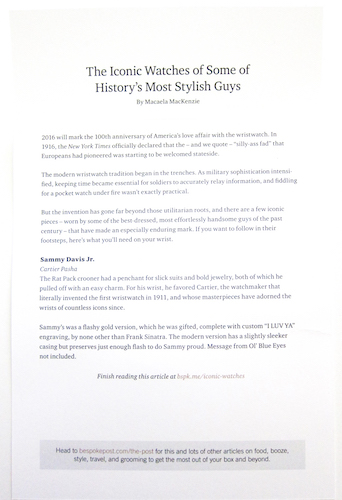 The Iconic Watches of Some of
History's Most Stylish Guys
By Macaela MacKenzie
2016 will mark the 100th anniversary of America's love affair with the wristwatch. In
1916, the New York Times officially declared that the – and we quote – "silly-ass fad" that
Europeans had pioneered was starting to be welcomed stateside.
The modern wristwatch tradition began in the trenches. As military sophistication intensi-
fied, keeping time became essential for soldiers to accurately relay information, and fiddling
for a pocket watch under fire wasn't exactly practical.
But the invention has gone far beyond those utilitarian roots, and there are a few iconic
pieces – worn by some of the best-dressed, most effortlessly handsome guys of the past
century – that have made an especially enduring mark. If you want to follow in their
footsteps, here's what you'll need on your wrist.
Sammy Davis Jr.
Cartier Pasha
The Rat Pack crooner had a penchant for slick suits and bold jewelry, both of which he
pulled off with an easy charm. For his wrist, he favored Cartier, the watchmaker that
literally invented the first wristwatch in 1911, and whose masterpieces have adorned the
wrists of countless icons since.
Sammy's was a flashy gold version, which he was gifted, complete with custom "I LUV YA"
engraving, by none other than Frank Sinatra. The modern version has a slightly sleeker
casing but preserves just enough flash to do Sammy proud. Message from Ol' Blue Eyes
not included.
Finish reading this article at bspk.me/iconic-watches
Head to bespokepost.com/the-post for this and lots of other articles on food, booze,
style, travel, and grooming to get the most out of your box and beyond.